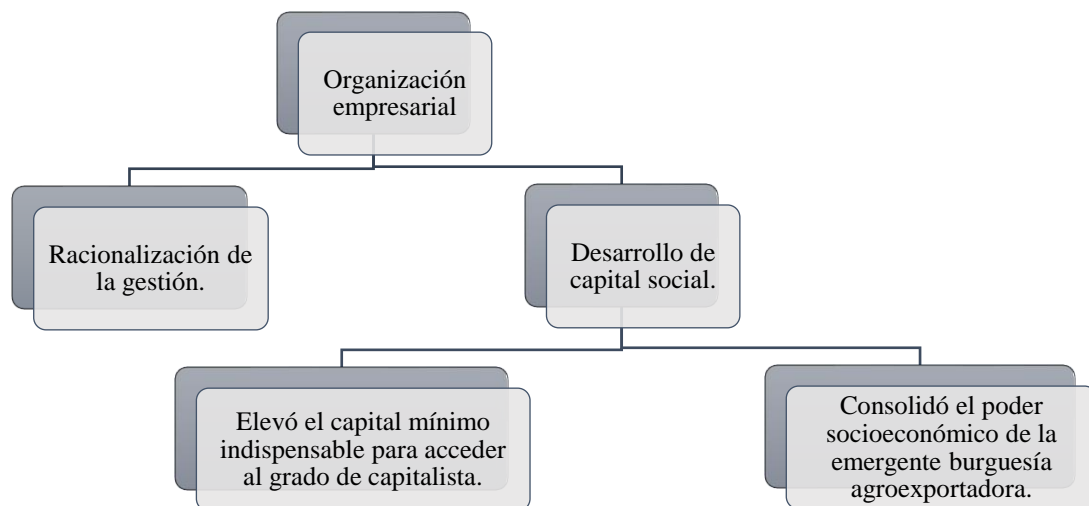 Organización
empresarial
Racionalización de
la gestión.
Desarrollo de
capital social.
Elevó el capital mínimo
indispensable para acceder
al grado de capitalista.
Consolidó el poder
socioeconómico de la
emergente burguesía
agroexportadora.